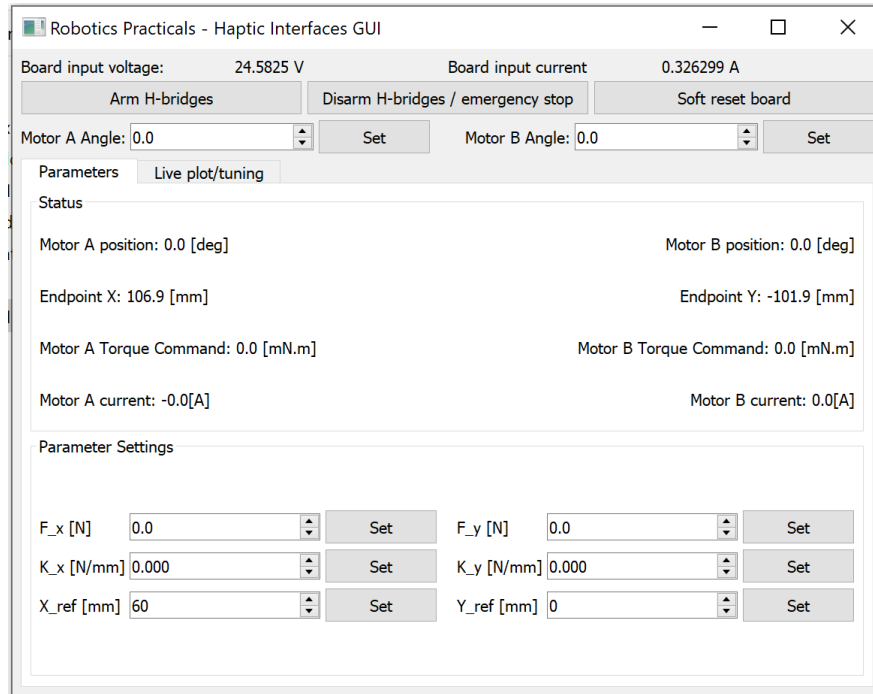 Robotics Practicals - Haptic Interfaces GUI
Board input voltage: 24.5825 V Board input current 0.326299 A
Arm H-bridges Disarm H-bridges / emergency stop Soft reset board
Motor A Angle: 0.0 Set Motor B Angle: 0.0 Set
Parameters Live plot/tuning
Status
Motor A position: 0.0 [deg] Motor B position: 0.0 [deg]
Endpoint X: 106.9 [mm] Endpoint Y: -101.9 [mm]
Motor A Torque Command: 0.0 [mN.m] Motor B Torque Command: 0.0 [mN.m]
Motor A current: -0.0[A] Motor B current: 0.0[A]
Parameter Settings
F_x [N] 0.0 Set F_y [N] 0.0 Set
K_x [N/mm] 0.000 Set K_y [N/mm] 0.000 Set
X_ref [mm] 60 Set Y_ref [mm] 0 Set